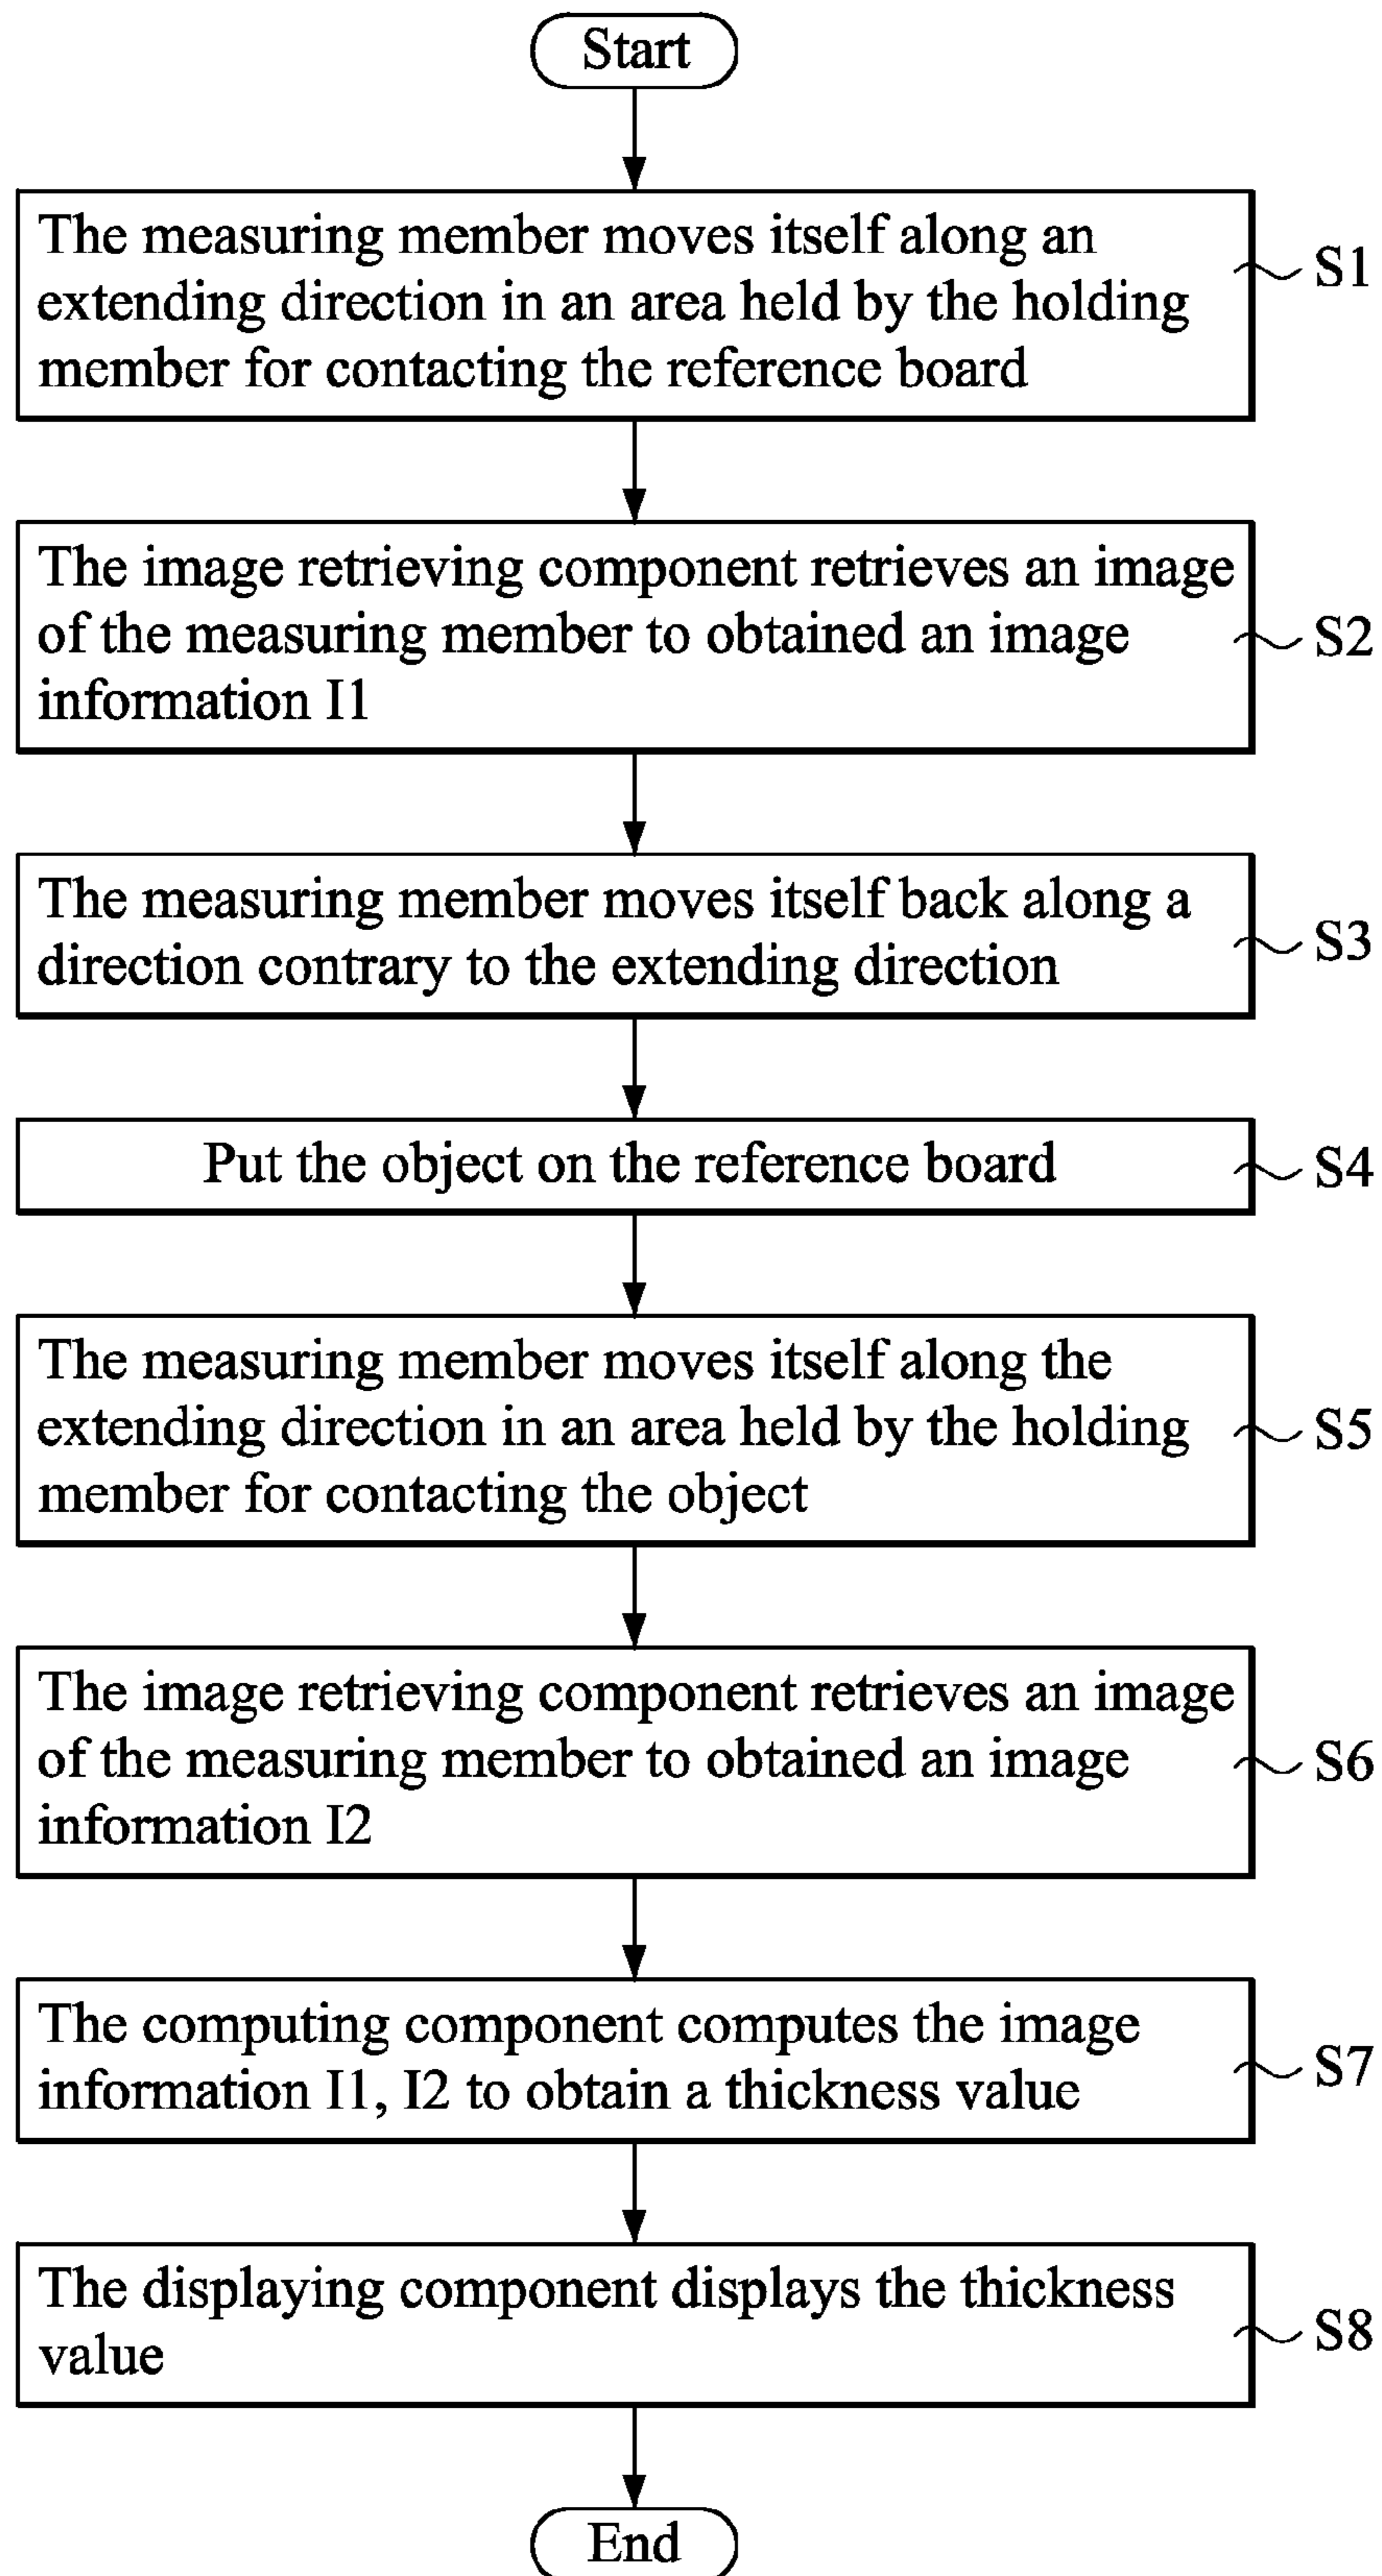 Start
The measuring member moves itself along an
extending direction in an area held by the holding
member for contacting the reference board
S1
The image retrieving component retrieves an image
of the measuring member to obtained an image
information I1
S2
The measuring member moves itself back along a
direction contrary to the extending direction
S3
Put the object on the reference board
S4
The measuring member moves itself along the
extending direction in an area held by the holding
member for contacting the object
S5
The image retrieving component retrieves an image
of the measuring member to obtained an image
information I2
S6
The computing component computes the image
information I1, I2 to obtain a thickness value
S7
The displaying component displays the thickness
value
S8
End